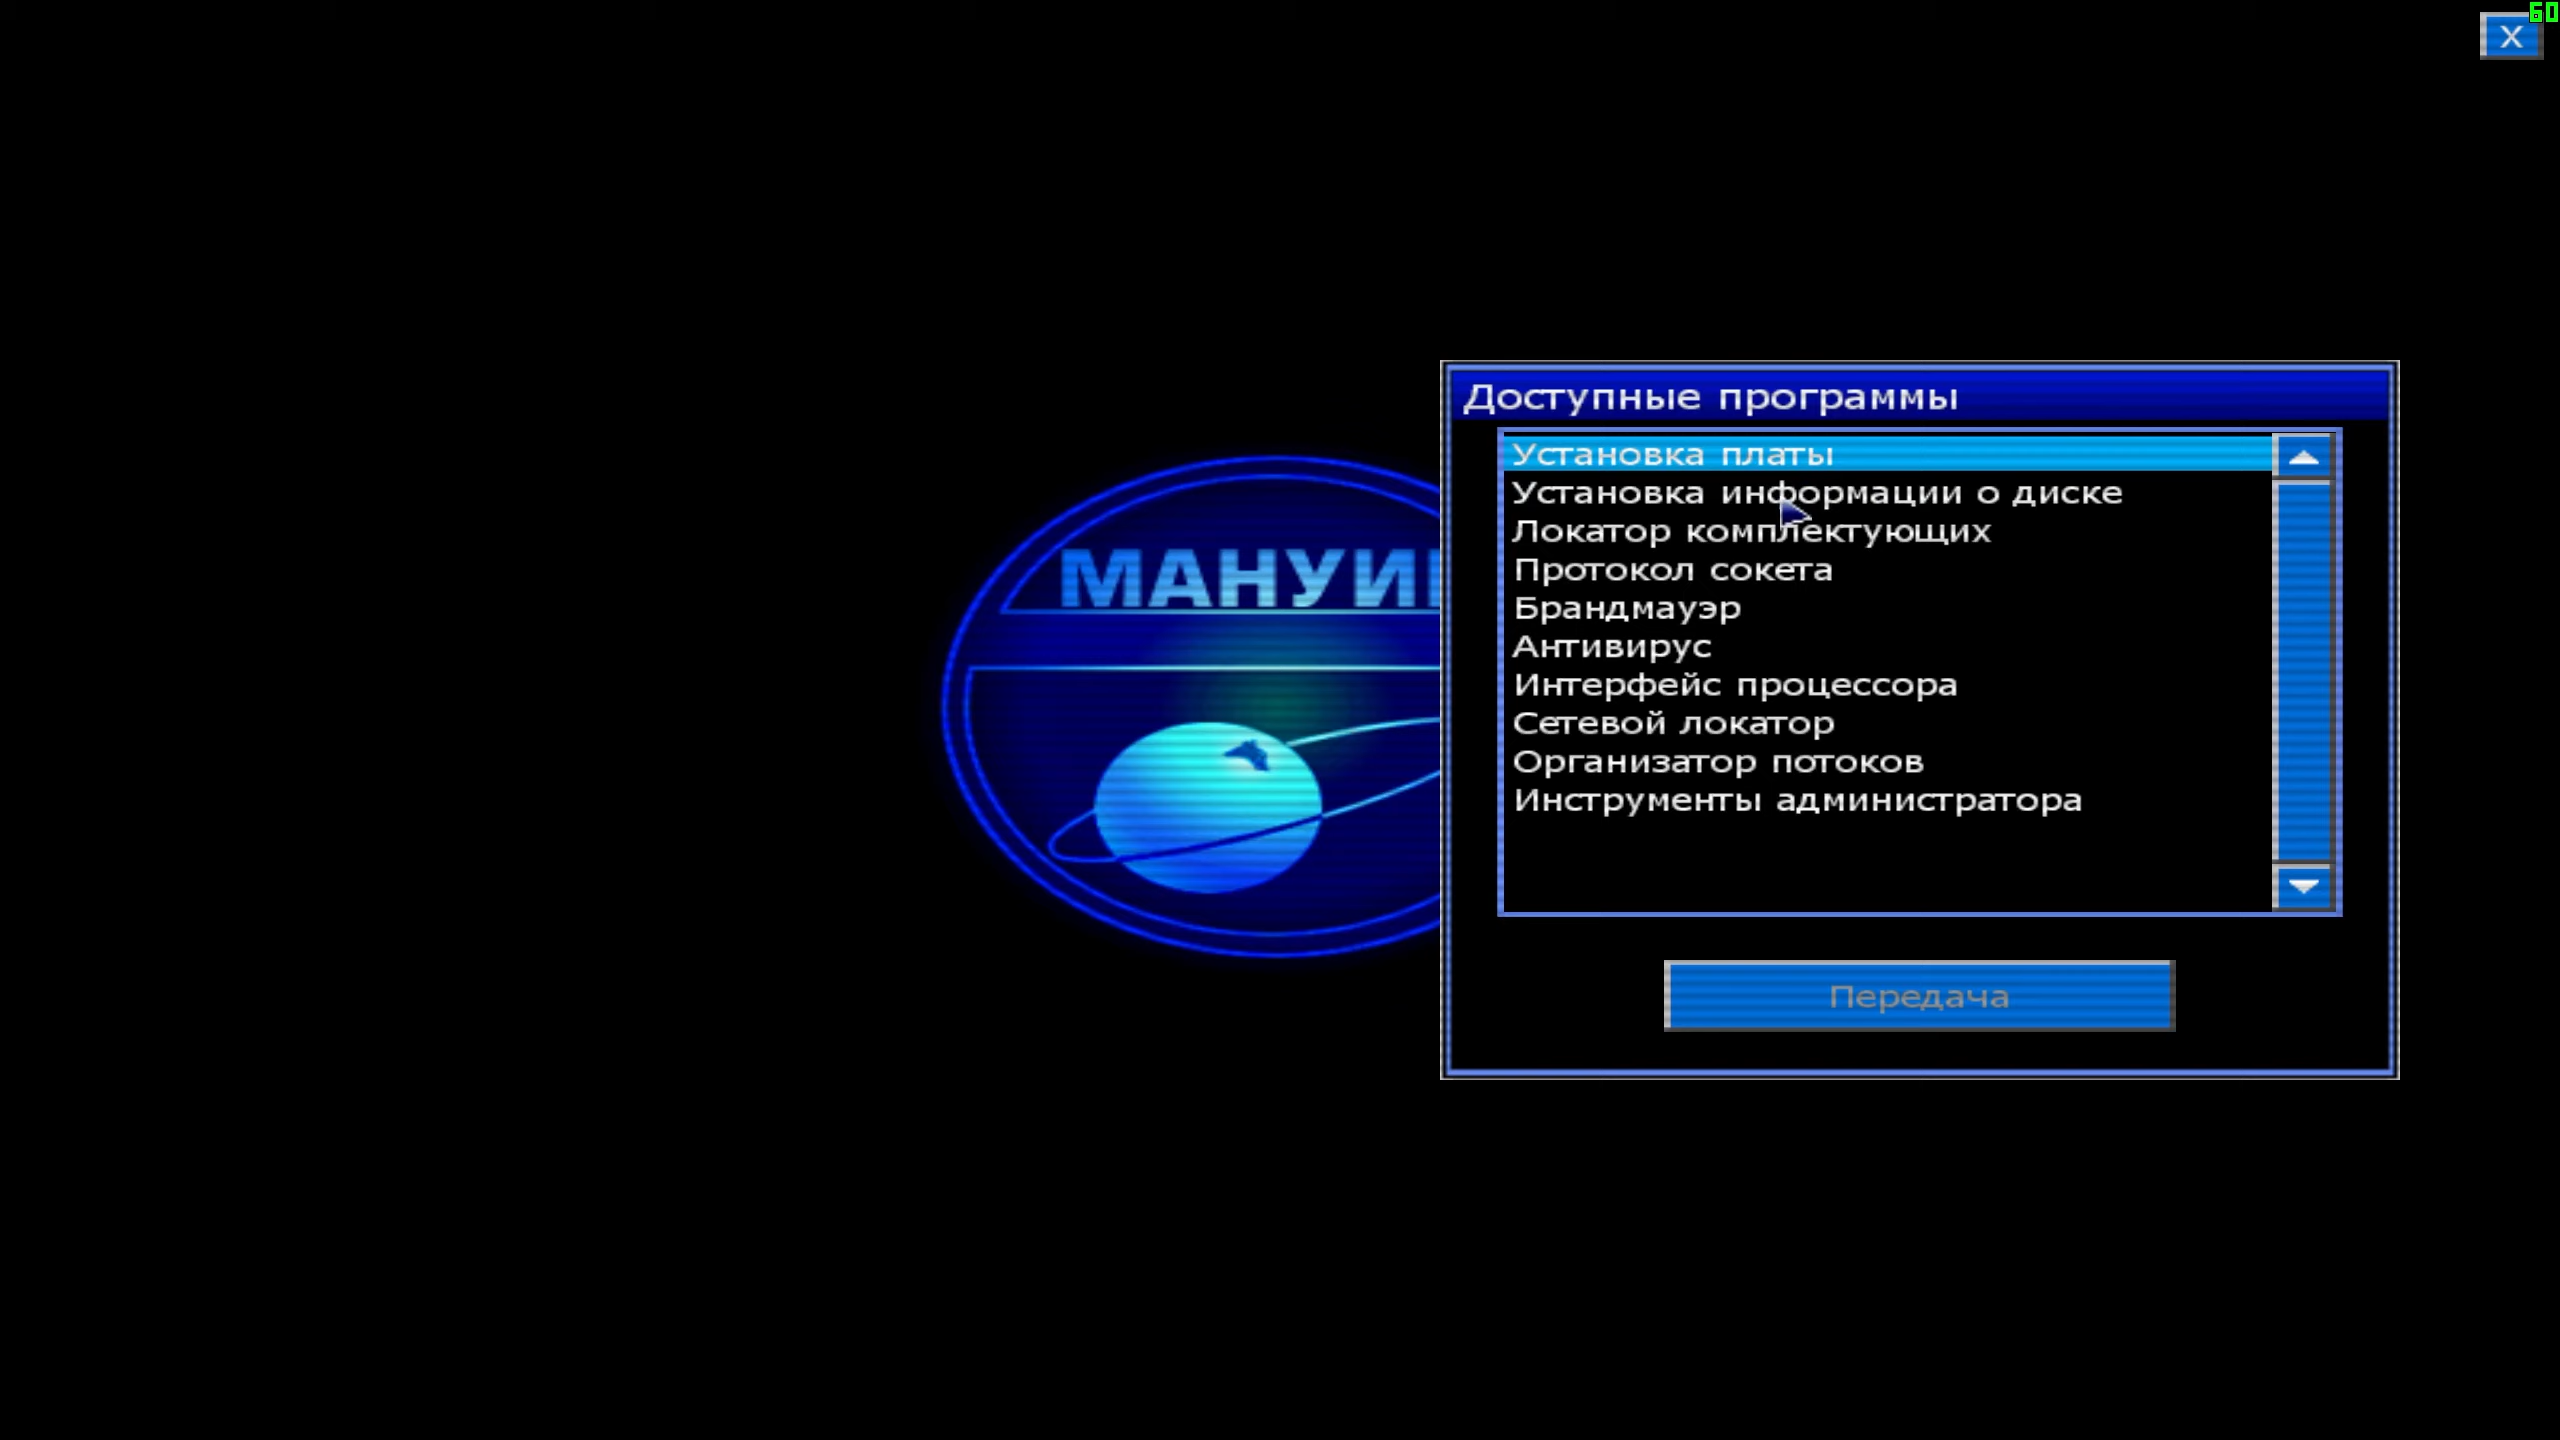 60
X
Доступные программы
Установка платы
Установка информации о диске
Локатор комплектующих
Протокол сокета
Брандмауэр
Антивирус
МАНУИ
Интерфейс процессора
Сетевой локатор
Организатор потоков
Инструменты администратора
Передача